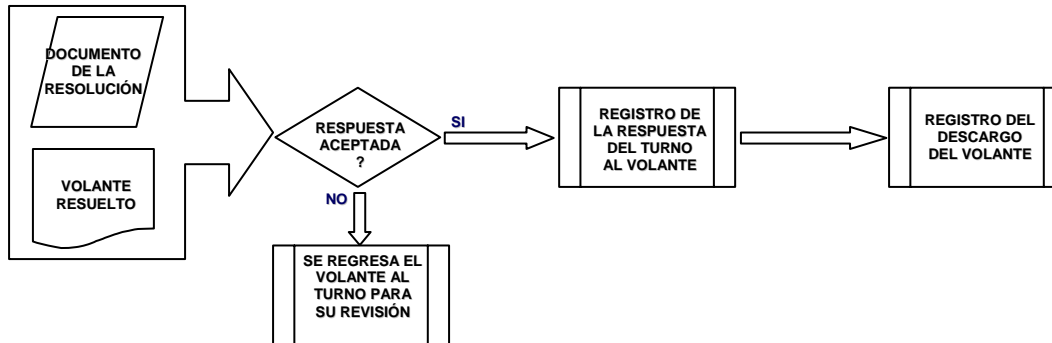 DOCUMENTO
DE LA
RESOLUCIÓN
VOLANTE
RESUELTO
RESPUESTA
ACEPTADA
?
SI
NO
REGISTRO DE
LA RESPUESTA
DEL TURNO
AL VOLANTE
REGISTRO DEL
DESCARGO
DEL VOLANTE
SE REGRESA EL
VOLANTE AL
TURNO PARA
SU REVISIÓN